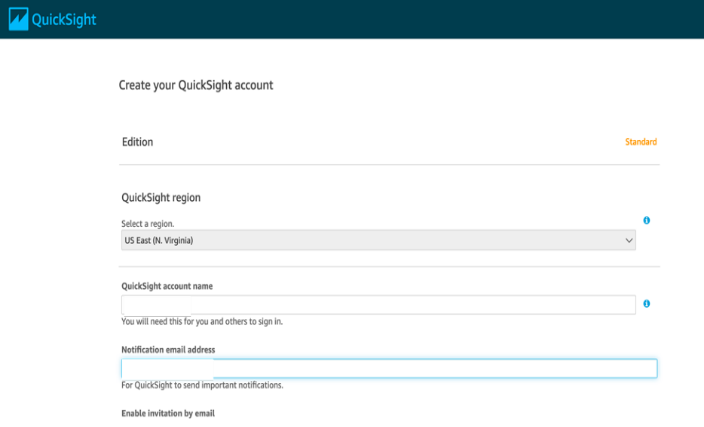 QuickSight
Create your QuickSight account
Edition
Standard
QuickSight region
Select a region.
US East (N. Virginia)
QuickSight account name
You will need this for you and others to sign in.
Notification email address
For QuickSight to send important notifications.
Enable invitation by email